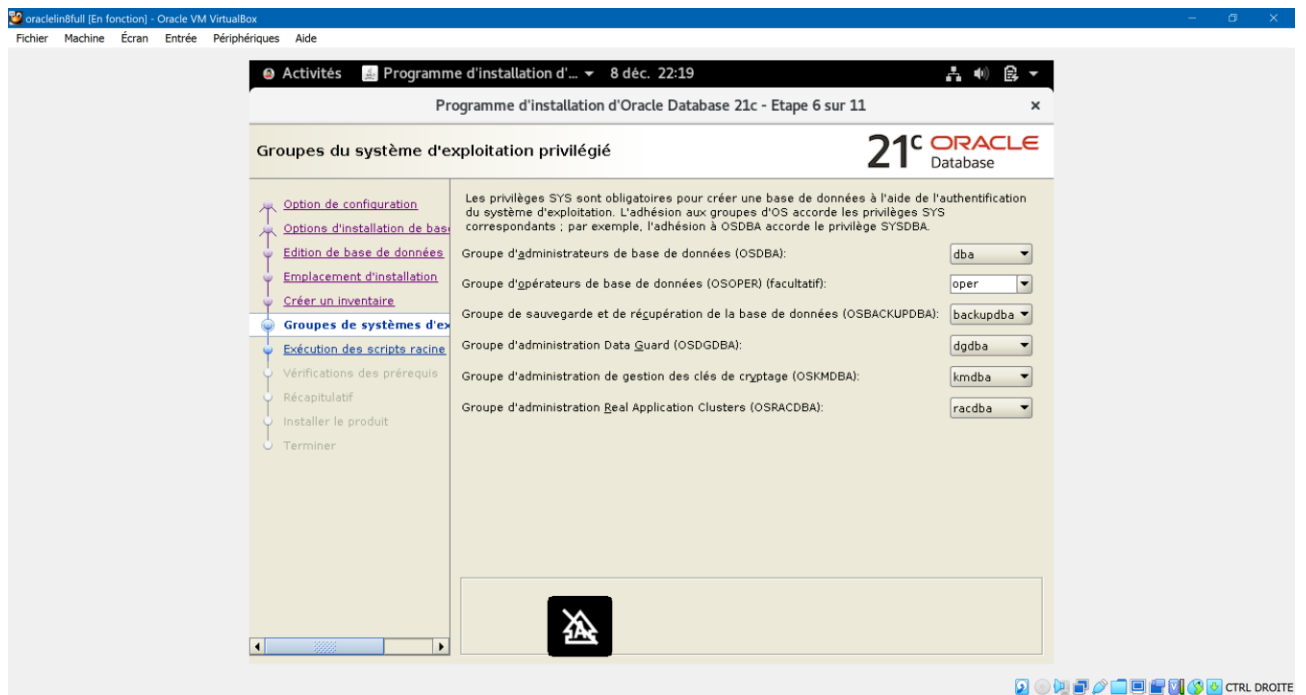 oraclelin8full [En fonction] - Oracle VM VirtualBox
Fichier Machine Écran Entrée Périphériques Aide
Activités Programme d'installation d'... 8 déc. 22:19
Programme d'installation d'Oracle Database 21c - Etape 6 sur 11
Groupes du système d'exploitation privilégié
21c ORACLE
Database
Option de configuration
Options d'installation de base
Edition de base de données
Emplacement d'installation
Créer un inventaire
Groupes de systèmes d'ex
Exécution des scripts racine
Vérifications des prérequis
Récapitulatif
Installer le produit
Terminer
Les privilèges SYS sont obligatoires pour créer une base de données à l'aide de l'authentification
du système d'exploitation. L'adhésion aux groupes d'OS accorde les privilèges SYS
correspondants ; par exemple, l'adhésion à OSDBA accorde le privilège SYSDBA.
Groupe d'administrateurs de base de données (OSDBA): dba
Groupe d'opérateurs de base de données (OSOPER) (facultatif): oper
Groupe de sauvegarde et de récupération de la base de données (OSBACKUPDBA): backupdba
Groupe d'administration Data Guard (OSDGDBA): dgdba
Groupe d'administration de gestion des clés de cryptage (OSKMDBA): kmdba
Groupe d'administration Real Application Clusters (OSRACDBA): racdba
CTRL DROITE